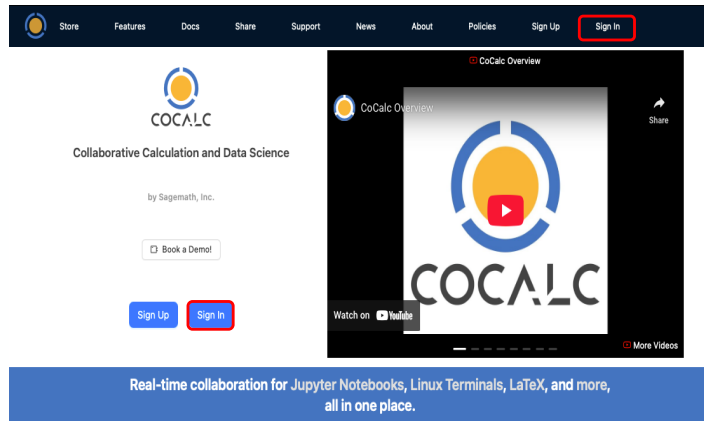 Store Features Docs Share Support News About Policies Sign Up Sign In
COCALC
Collaborative Calculation and Data Science
by Sagemath, Inc.
Book a Demo!
Sign Up Sign In
CoCalc Overview
CoCalc Overview
Share
COCALC
Watch on YouTube
More Videos
Real-time collaboration for Jupyter Notebooks, Linux Terminals, LaTeX, and more,
all in one place.